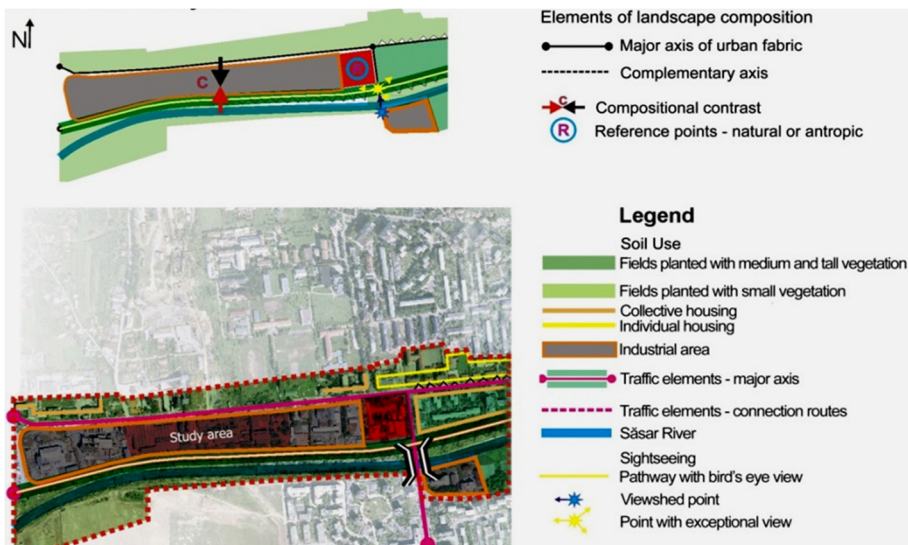 N
C
R
Elements of landscape composition
Major axis of urban fabric
Complementary axis
C
Compositional contrast
R
Reference points - natural or antropic
Study area
Legend
Soil Use
Fields planted with medium and tall vegetation
Fields planted with small vegetation
Collective housing
Individual housing
Industrial area
Traffic elements - major axis
Traffic elements - connection routes
Săsar River
Sightseeing
Pathway with bird's eye view
Viewshed point
Point with exceptional view